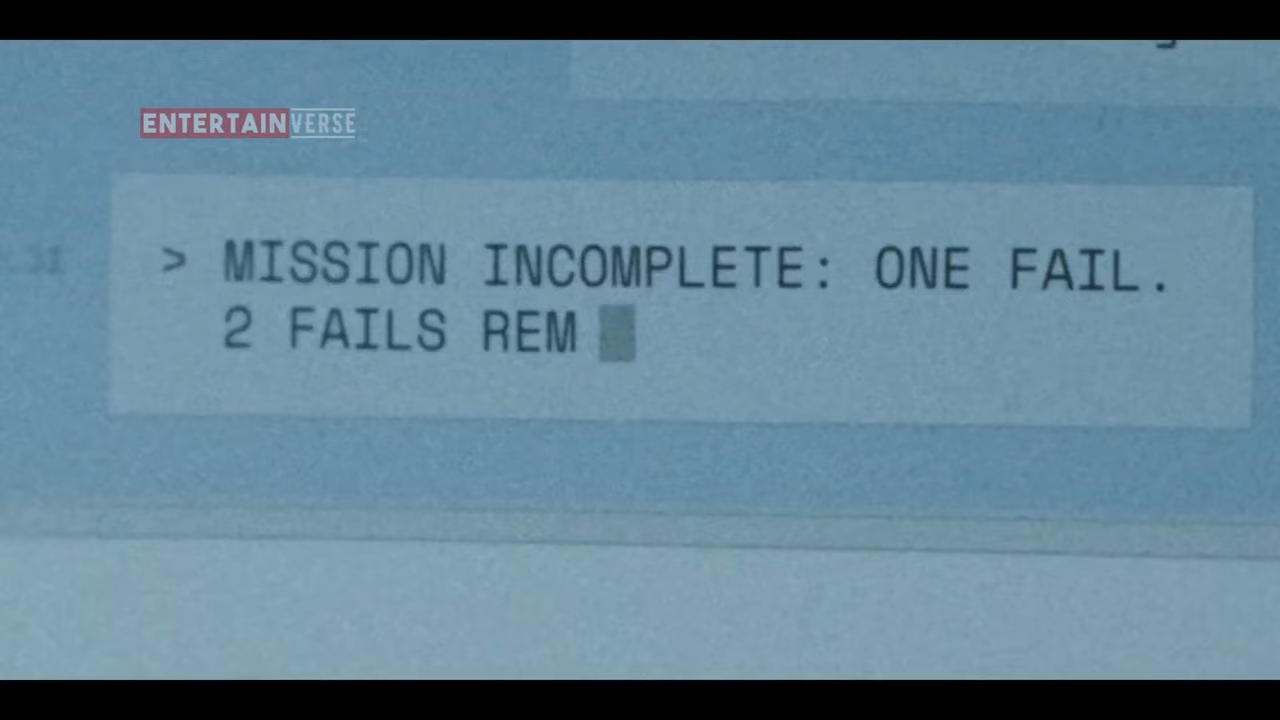 ENTERTAINVERSE
> MISSION INCOMPLETE: ONE FAIL.
2 FAILS REM